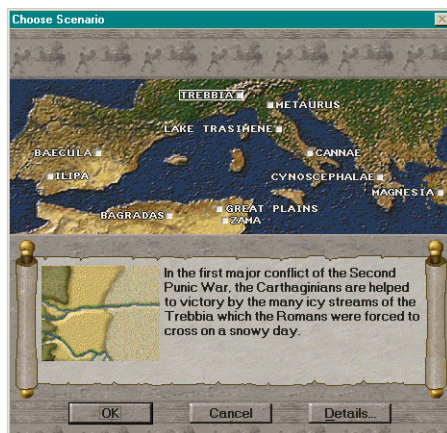 Choose Scenario
TREBBIA
METAURUS
LAKE TRASIMENE
BAECULA
CANNAE
ILIPA
CYNOSCEPHALAE
MAGNESIA
BAGRADAS
GREAT PLAINS
ZAMA
In the first major conflict of the Second
Punic War, the Carthaginians are helped
to victory by the many icy streams of the
Trebbia which the Romans were forced to
cross on a snowy day.
OK
Cancel
Details...